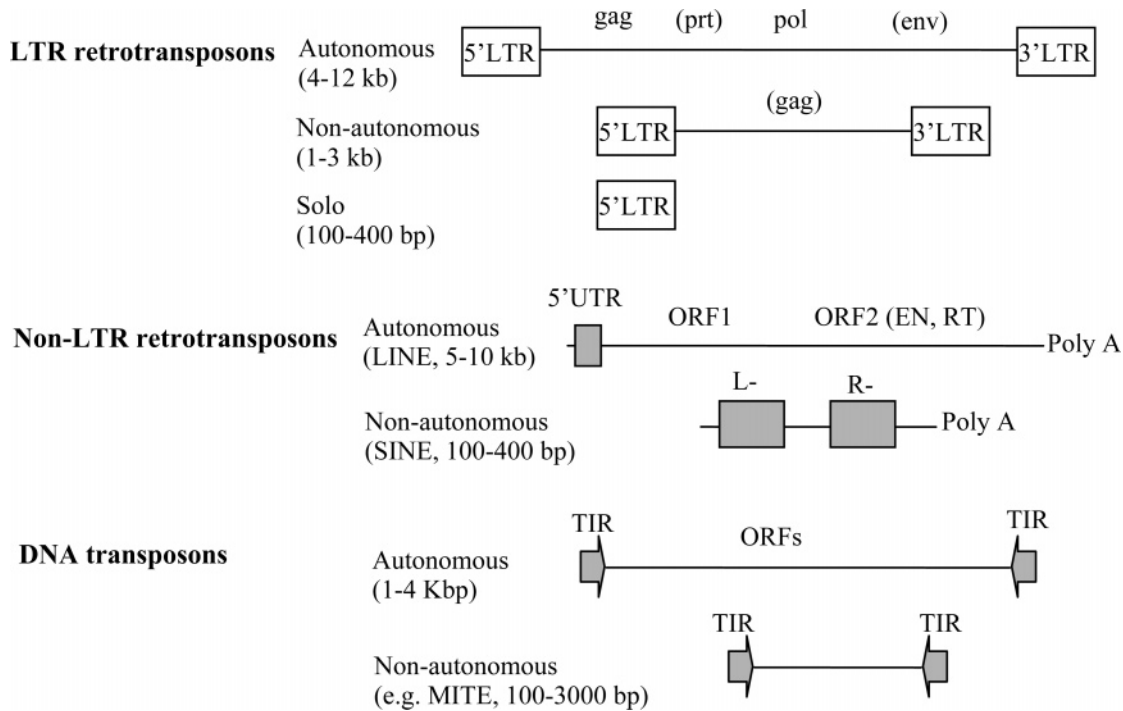 gag (prt) pol (env)
LTR retrotransposons Autonomous 5'LTR 3'LTR
(4-12 kb)
(gag)
Non-autonomous 5'LTR 3'LTR
(1-3 kb)
Solo 5'LTR
(100-400 bp)
5'UTR
Non-LTR retrotransposons Autonomous ORF1 ORF2 (EN, RT)
(LINE, 5-10 kb) Poly A
L- R-
Non-autonomous Poly A
(SINE, 100-400 bp)
TIR TIR
DNA transposons ORFs
Autonomous
(1-4 Kbp)
TIR TIR
Non-autonomous
(e.g. MITE, 100-3000 bp)